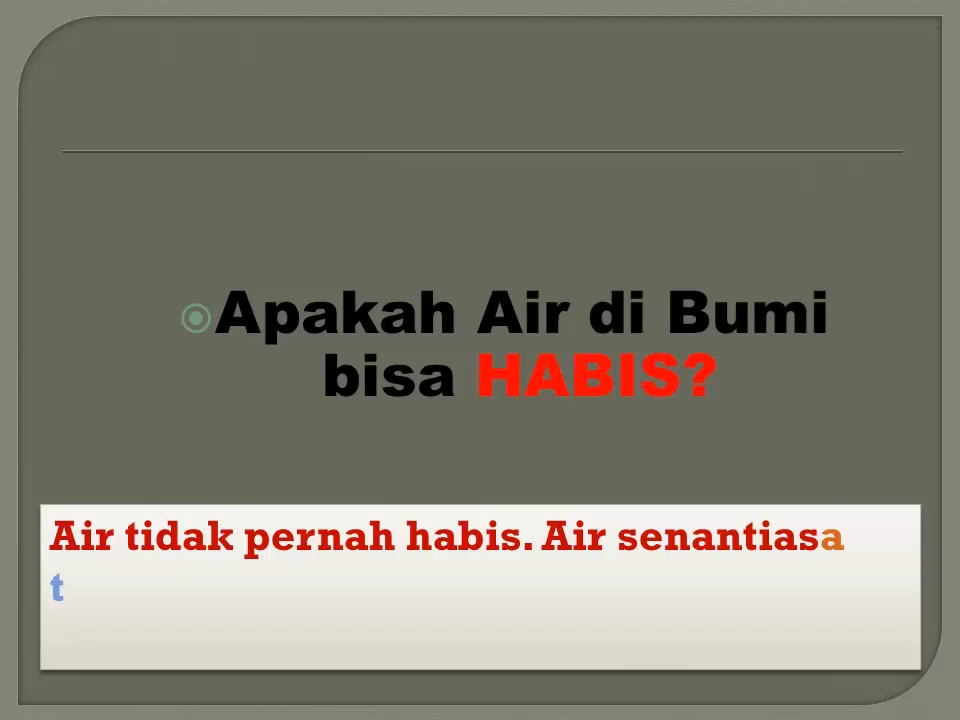 Apakah Air di Bumi
bisa HABIS?
Air tidak pernah habis. Air senantiasa
t